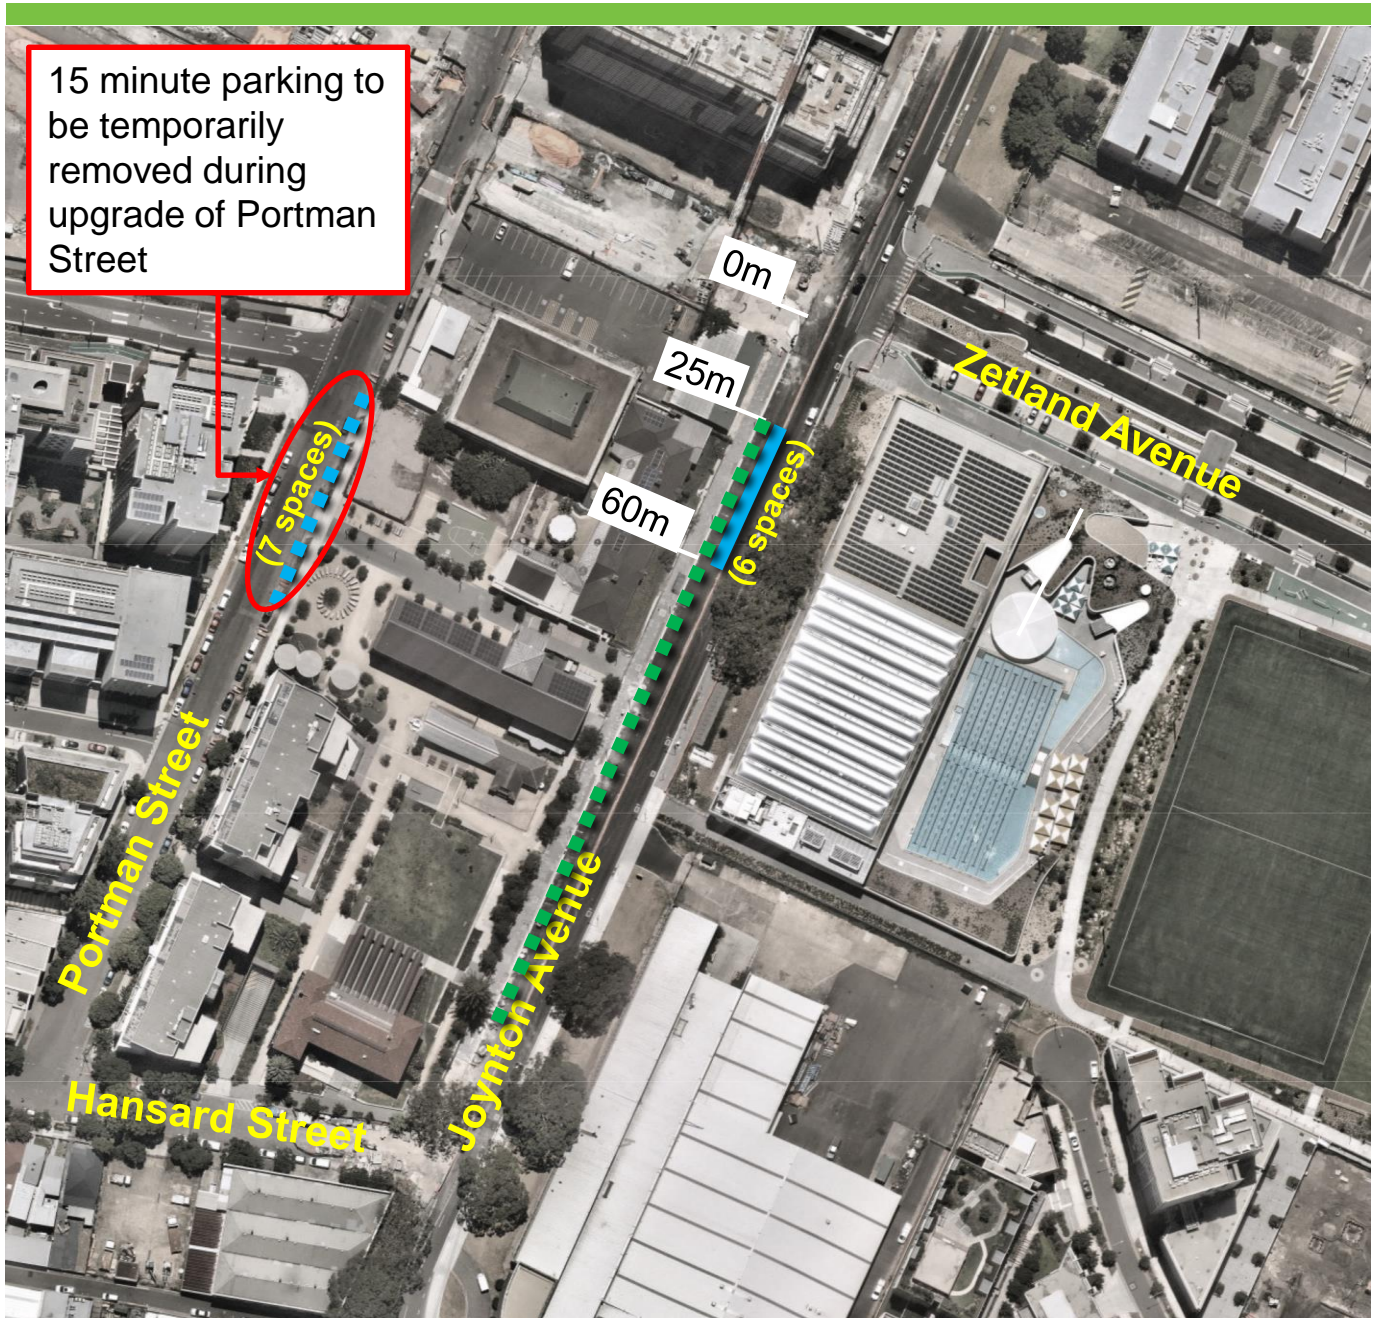 15 minute parking to
be temporarily
removed during
upgrade of Portman
Street
0m
25m
Zetland Avenue
(7 spaces)
(6 spaces)
60m
Portman Street
Joynton Avenue
Hansard Street